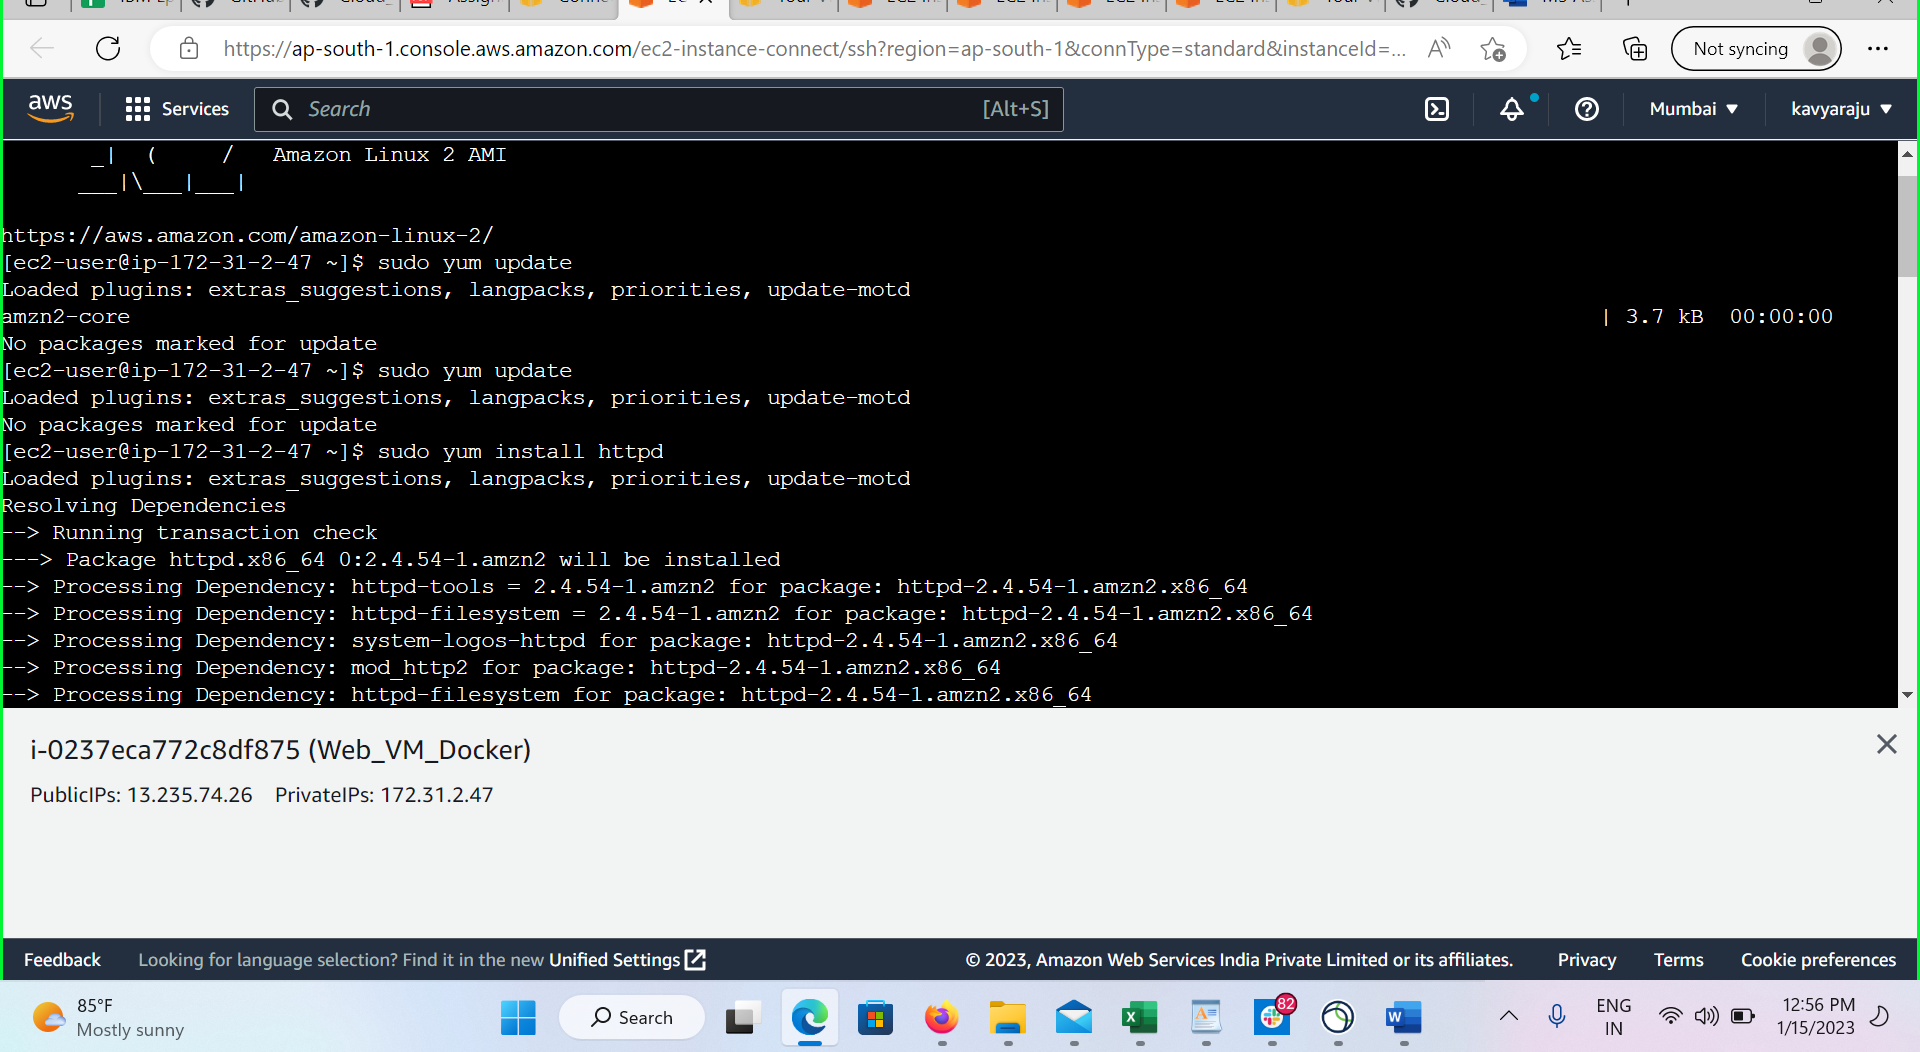 https://ap-south-1.console.aws.amazon.com/ec2-instance-connect/ssh?region=ap-south-1&connType=standard&instanceId=...
Not syncing
aws
Services
Search
[Alt+S]
Mumbai
kavyaraju
_|  (     /   Amazon Linux 2 AMI
___|\___|___|
https://aws.amazon.com/amazon-linux-2/
[ec2-user@ip-172-31-2-47 ~]$ sudo yum update
Loaded plugins: extras_suggestions, langpacks, priorities, update-motd
amzn2-core | 3.7 kB 00:00:00
No packages marked for update
[ec2-user@ip-172-31-2-47 ~]$ sudo yum update
Loaded plugins: extras_suggestions, langpacks, priorities, update-motd
No packages marked for update
[ec2-user@ip-172-31-2-47 ~]$ sudo yum install httpd
Loaded plugins: extras_suggestions, langpacks, priorities, update-motd
Resolving Dependencies
--> Running transaction check
---> Package httpd.x86_64 0:2.4.54-1.amzn2 will be installed
--> Processing Dependency: httpd-tools = 2.4.54-1.amzn2 for package: httpd-2.4.54-1.amzn2.x86_64
--> Processing Dependency: httpd-filesystem = 2.4.54-1.amzn2 for package: httpd-2.4.54-1.amzn2.x86_64
--> Processing Dependency: system-logos-httpd for package: httpd-2.4.54-1.amzn2.x86_64
--> Processing Dependency: mod_http2 for package: httpd-2.4.54-1.amzn2.x86_64
--> Processing Dependency: httpd-filesystem for package: httpd-2.4.54-1.amzn2.x86_64
i-0237eca772c8df875 (Web_VM_Docker)
PublicIPs: 13.235.74.26 PrivateIPs: 172.31.2.47
Feedback
Looking for language selection? Find it in the new Unified Settings
© 2023, Amazon Web Services India Private Limited or its affiliates.
Privacy
Terms
Cookie preferences
85°F
Mostly sunny
Search
82
ENG
IN
12:56 PM
1/15/2023